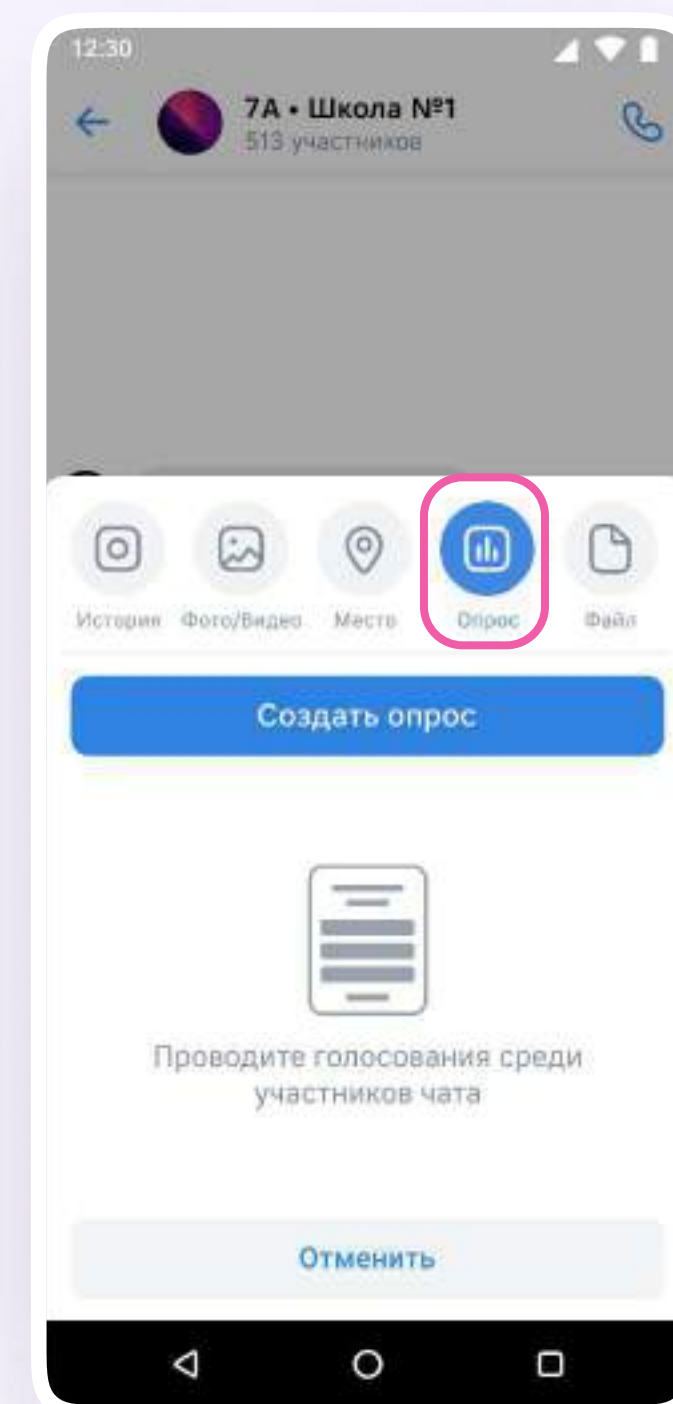 12:30
7А • Школа №1
513 участников
История Фото/Видео Место Опрос Файл
Создать опрос
Проводите голосования среди
участников чата
Отменить